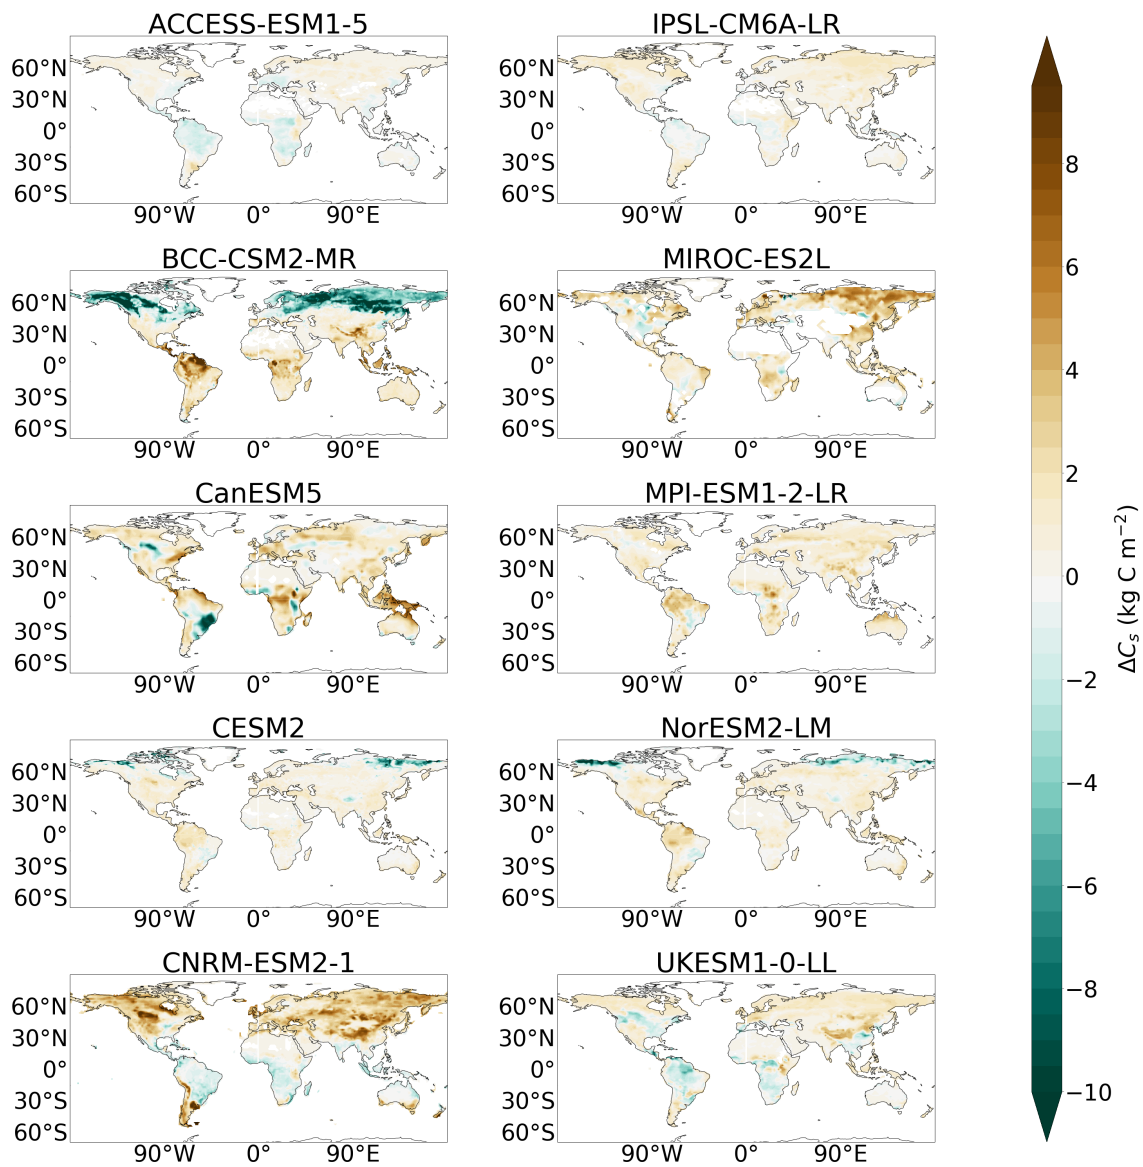 ACCESS-ESM1-5
IPSL-CM6A-LR
60°N
30°N
0°
30°S
60°S
90°W 0° 90°E
60°N
30°N
0°
30°S
60°S
90°W 0° 90°E
BCC-CSM2-MR
MIROC-ES2L
60°N
30°N
0°
30°S
60°S
90°W 0° 90°E
60°N
30°N
0°
30°S
60°S
90°W 0° 90°E
CanESM5
MPI-ESM1-2-LR
60°N
30°N
0°
30°S
60°S
90°W 0° 90°E
60°N
30°N
0°
30°S
60°S
90°W 0° 90°E
CESM2
NorESM2-LM
60°N
30°N
0°
30°S
60°S
90°W 0° 90°E
60°N
30°N
0°
30°S
60°S
90°W 0° 90°E
CNRM-ESM2-1
UKESM1-0-LL
60°N
30°N
0°
30°S
60°S
90°W 0° 90°E
60°N
30°N
0°
30°S
60°S
90°W 0° 90°E
8
6
4
2
0
−2
−4
−6
−8
−10
ΔCₛ (kg C m⁻²)